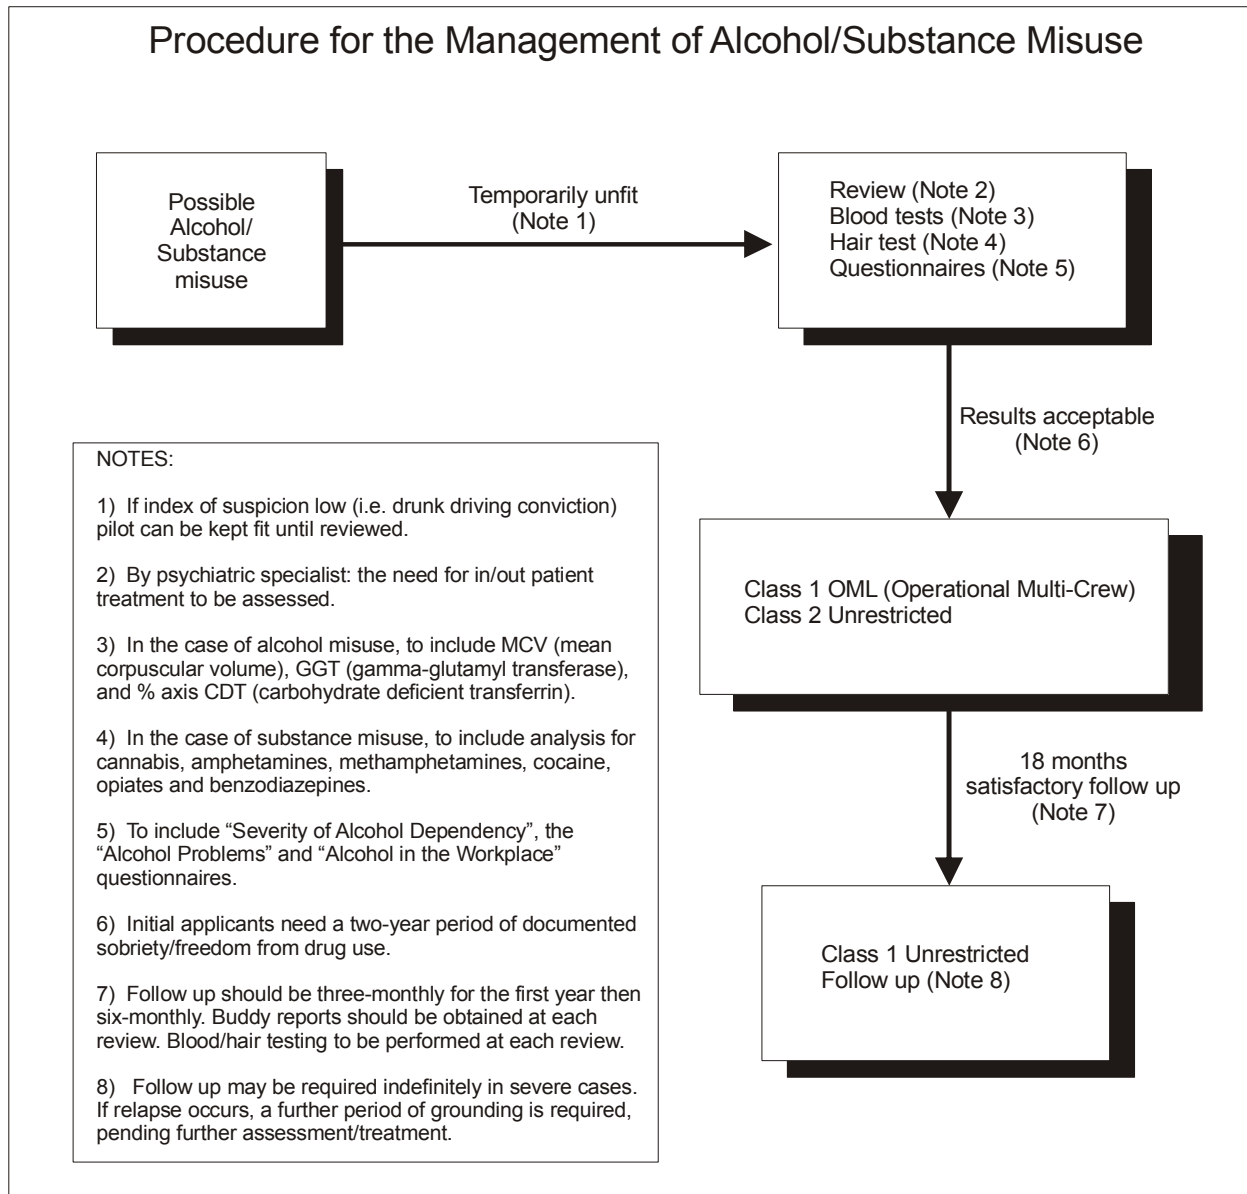 Procedure for the Management of Alcohol/Substance Misuse
Possible
Alcohol/
Substance
misuse
Temporarily unfit
(Note 1)
Review (Note 2)
Blood tests (Note 3)
Hair test (Note 4)
Questionnaires (Note 5)
Results acceptable
(Note 6)
Class 1 OML (Operational Multi-Crew)
Class 2 Unrestricted
18 months
satisfactory follow up
(Note 7)
Class 1 Unrestricted
Follow up (Note 8)
NOTES:
1) If index of suspicion low (i.e. drunk driving conviction)
pilot can be kept fit until reviewed.
2) By psychiatric specialist: the need for in/out patient
treatment to be assessed.
3) In the case of alcohol misuse, to include MCV (mean
corpuscular volume), GGT (gamma-glutamyl transferase),
and % axis CDT (carbohydrate deficient transferrin).
4) In the case of substance misuse, to include analysis for
cannabis, amphetamines, methamphetamines, cocaine,
opiates and benzodiazepines.
5) To include “Severity of Alcohol Dependency”, the
“Alcohol Problems” and “Alcohol in the Workplace”
questionnaires.
6) Initial applicants need a two-year period of documented
sobriety/freedom from drug use.
7) Follow up should be three-monthly for the first year then
six-monthly. Buddy reports should be obtained at each
review. Blood/hair testing to be performed at each review.
8) Follow up may be required indefinitely in severe cases.
If relapse occurs, a further period of grounding is required,
pending further assessment/treatment.